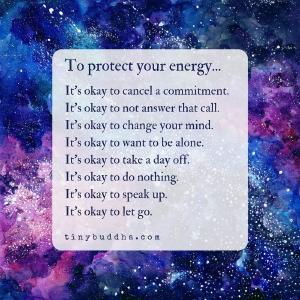 To protect your energy...
It's okay to cancel a commitment.
It's okay to not answer that call.
It's okay to change your mind.
It's okay to want to be alone.
It's okay to take a day off.
It's okay to do nothing.
It's okay to speak up.
It's okay to let go.
tinybuddha.com